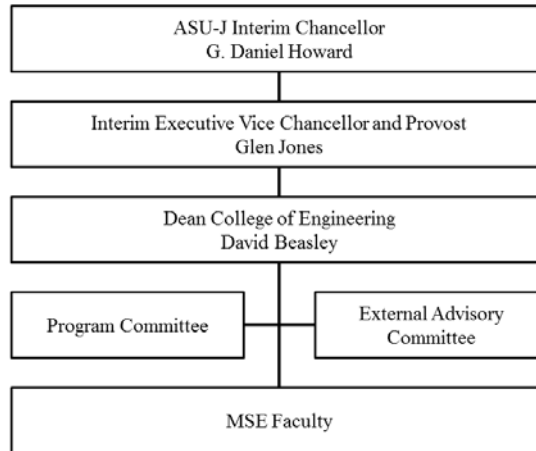 ASU-J Interim Chancellor
G. Daniel Howard
Interim Executive Vice Chancellor and Provost
Glen Jones
Dean College of Engineering
David Beasley
Program Committee
External Advisory
Committee
MSE Faculty